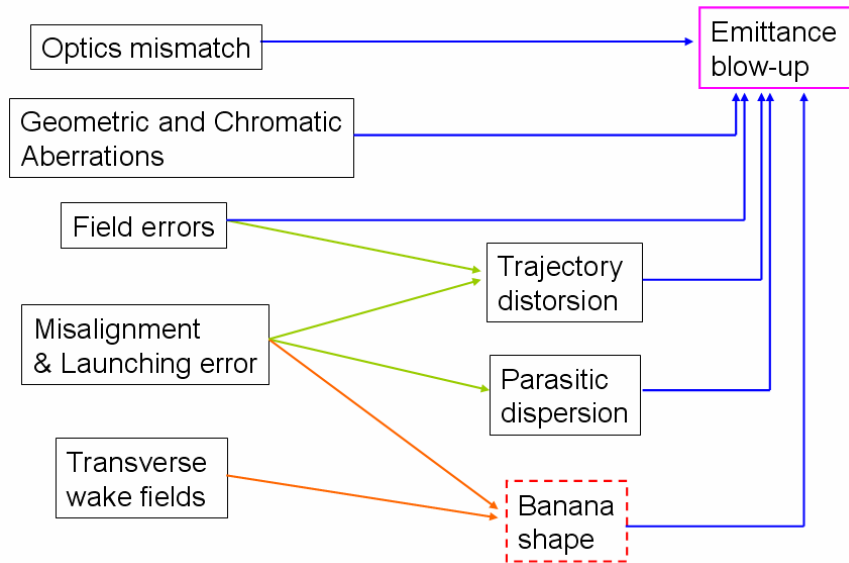 Optics mismatch
Emittance
blow-up
Geometric and Chromatic
Aberrations
Field errors
Trajectory
distorsion
Misalignment
& Launching error
Parasitic
dispersion
Transverse
wake fields
Banana
shape